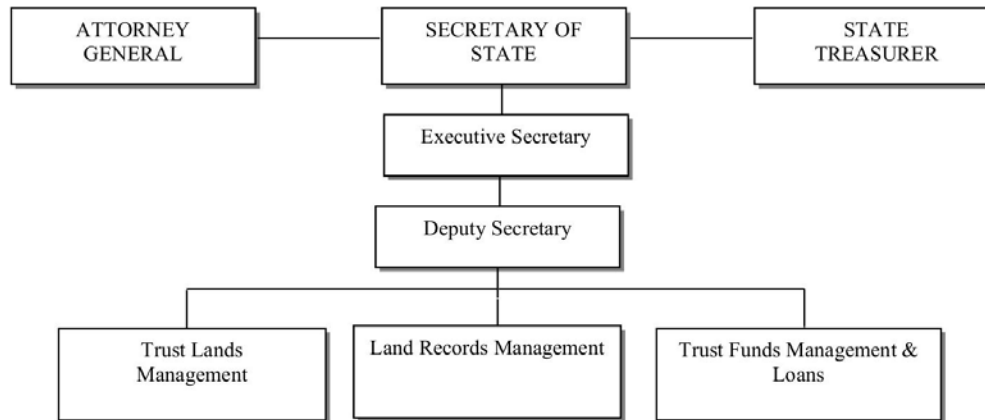 ATTORNEY
GENERAL
SECRETARY OF
STATE
STATE
TREASURER
Executive Secretary
Deputy Secretary
Trust Lands
Management
Land Records Management
Trust Funds Management &
Loans